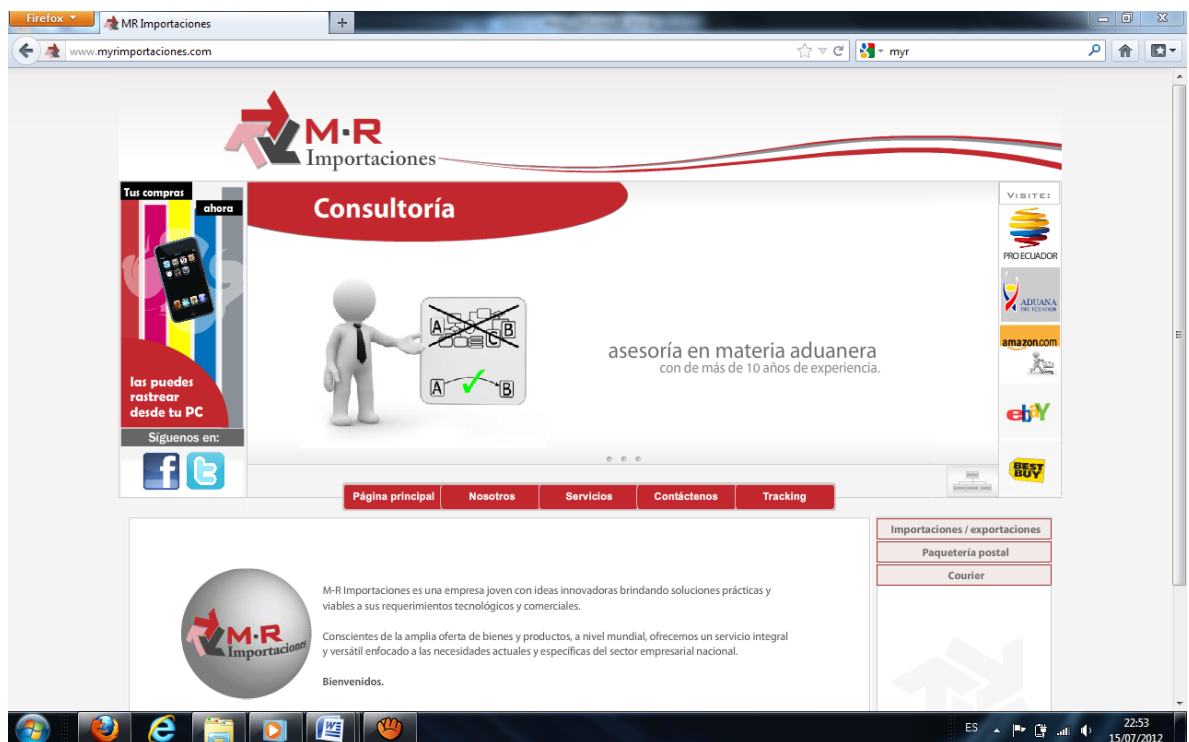 Firefox
MR Importaciones
www.myrimportaciones.com
myr
M·R
Importaciones
Tus compras
ahora
las puedes
rastrear
desde tu PC
Síguenos en:
Consultoría
A B
C
A B
asesoría en materia aduanera
con de más de 10 años de experiencia.
VISITE:
PRO ECUADOR
ADUANA
DEL ECUADOR
amazon.com
ebay
BEST
BUY
Página principal
Nosotros
Servicios
Contáctenos
Tracking
M·R
Importaciones
M-R Importaciones es una empresa joven con ideas innovadoras brindando soluciones prácticas y
viables a sus requerimientos tecnológicos y comerciales.
Conscientes de la amplia oferta de bienes y productos, a nivel mundial, ofrecemos un servicio integral
y versátil enfocado a las necesidades actuales y específicas del sector empresarial nacional.
Bienvenidos.
Importaciones / exportaciones
Paquetería postal
Courier
ES
22:53
15/07/2012